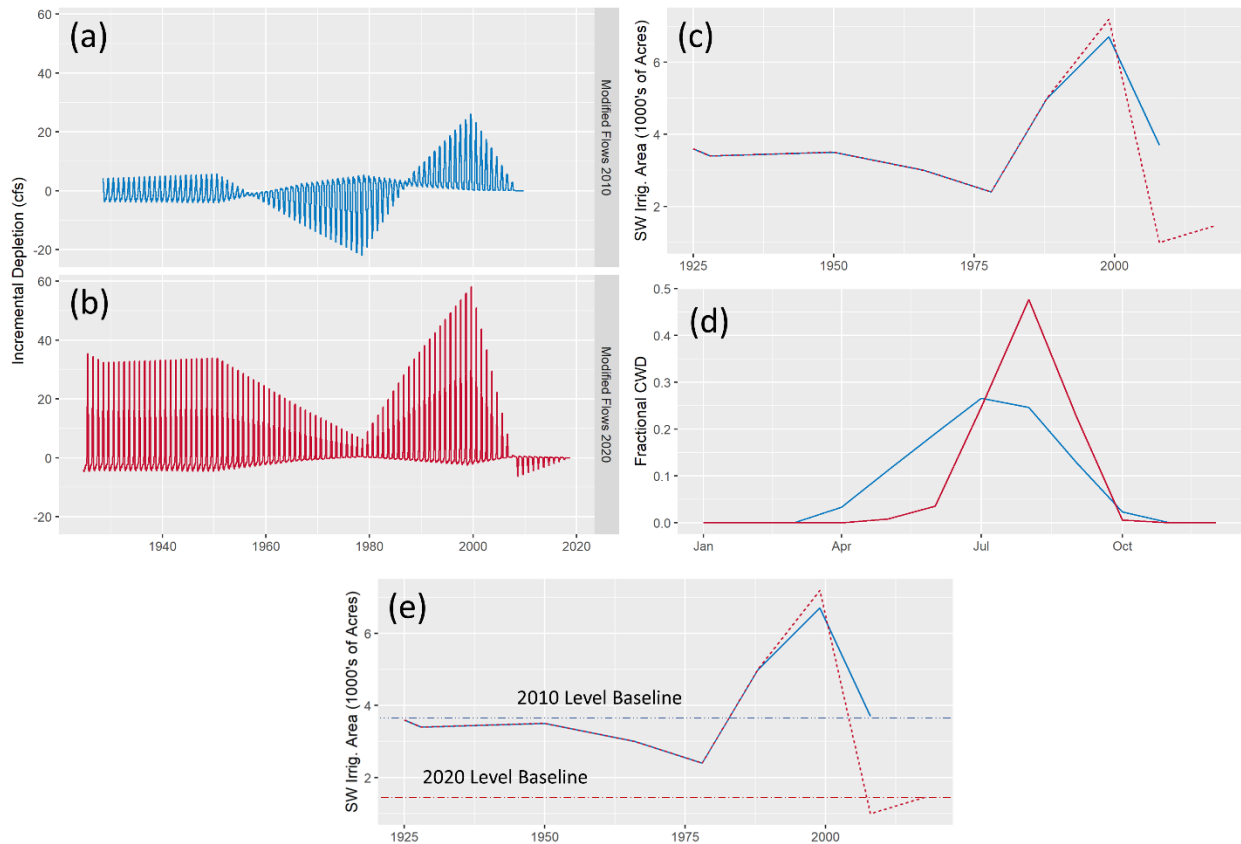 (a)
60
40
20
0
-20
Modified Flows 2010
Incremental Depletion (cfs)
(b)
60
40
20
0
-20
Modified Flows 2020
1940 1960 1980 2000 2020
(c)
SW Irrig. Area (1000's of Acres)
6
4
2
1925 1950 1975 2000
(d)
Fractional CWD
0.5
0.4
0.3
0.2
0.1
0.0
Jan Apr Jul Oct
(e)
SW Irrig. Area (1000's of Acres)
6
4
2
2010 Level Baseline
2020 Level Baseline
1925 1950 1975 2000